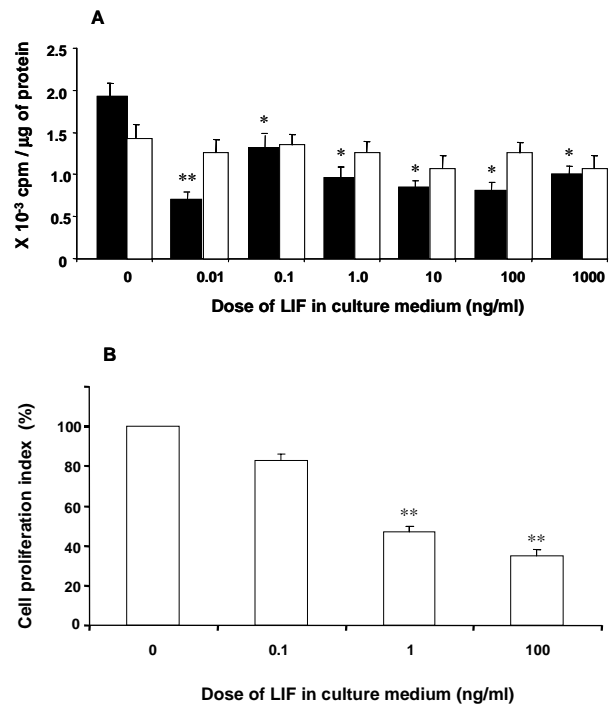 A
X 10-3 cpm / μg of protein
2.5
2.0
1.5
1.0
0.5
0
**
*
*
*
*
*
0 0.01 0.1 1.0 10 100 1000
Dose of LIF in culture medium (ng/ml)
B
Cell proliferation index (%)
100
80
60
40
20
0
**
**
0 0.1 1 100
Dose of LIF in culture medium (ng/ml)